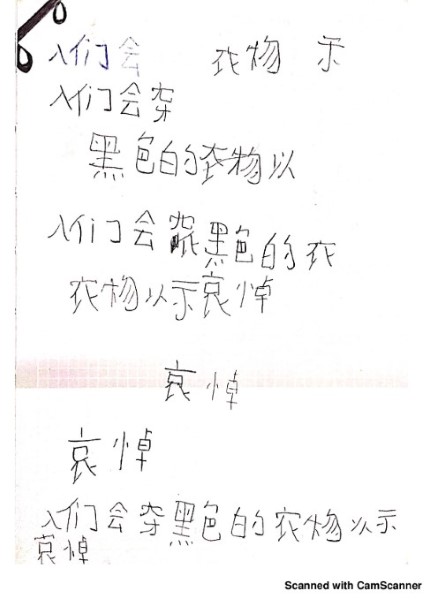 人们会 衣物 示
人们会穿
黑色的衣物以
人们会 黑色的衣
衣物以示哀悼
哀悼
哀悼
人们会穿黑色的衣物以示
哀悼
Scanned with CamScanner